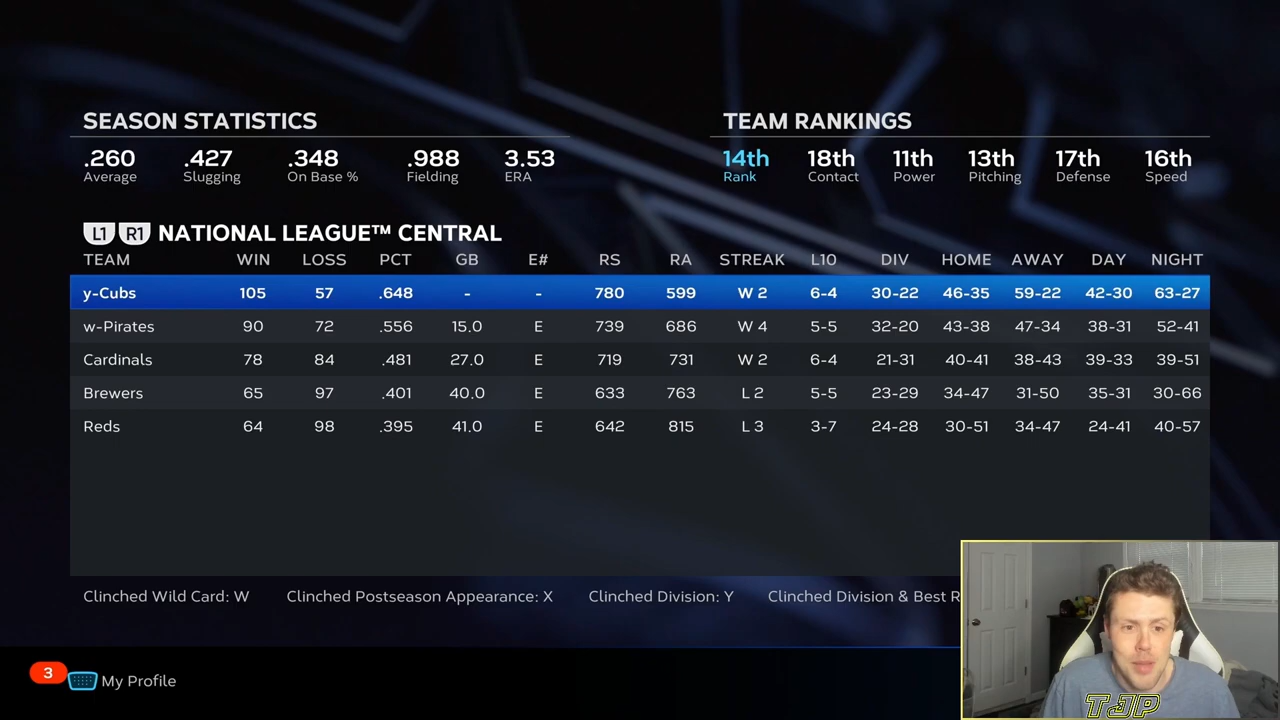 SEASON STATISTICS
TEAM RANKINGS
.260 .427 .348 .988 3.53
Average Slugging On Base % Fielding ERA
14th 18th 11th 13th 17th 16th
Rank Contact Power Pitching Defense Speed
L1 R1 NATIONAL LEAGUE™ CENTRAL
TEAM WIN LOSS PCT GB E# RS RA STREAK L10 DIV HOME AWAY DAY NIGHT
y-Cubs 105 57 .648 - - 780 599 W 2 6-4 30-22 46-35 59-22 42-30 63-27
w-Pirates 90 72 .556 15.0 E 739 686 W 4 5-5 32-20 43-38 47-34 38-31 52-41
Cardinals 78 84 .481 27.0 E 719 731 W 2 6-4 21-31 40-41 38-43 39-33 39-51
Brewers 65 97 .401 40.0 E 633 763 L 2 5-5 23-29 34-47 31-50 35-31 30-66
Reds 64 98 .395 41.0 E 642 815 L 3 3-7 24-28 30-51 34-47 24-41 40-57
Clinched Wild Card: W Clinched Postseason Appearance: X Clinched Division: Y Clinched Division & Best R
3 My Profile
TJP